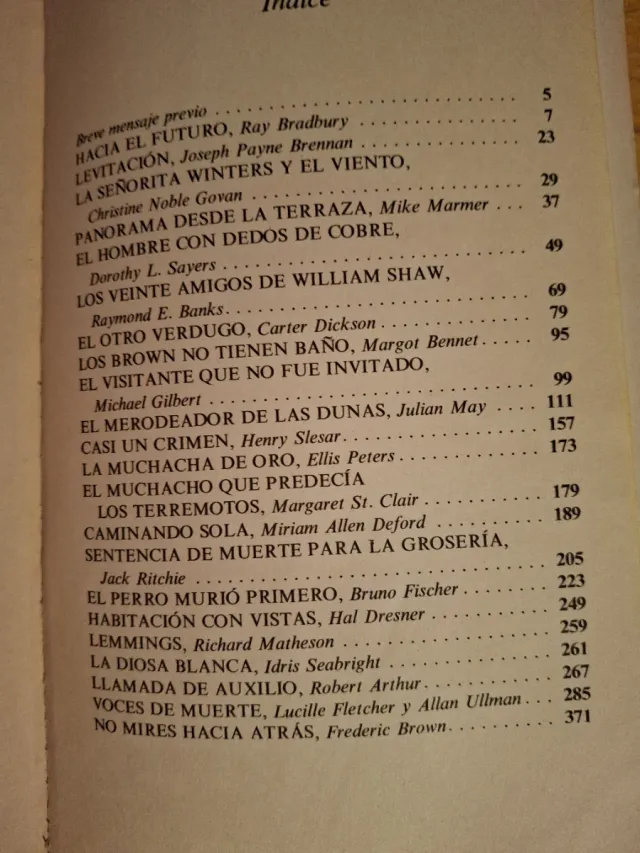 Índice
Breve mensaje previo . . . . . . . . . . . . . . . . . . . . . . . . . . . . 5
HACIA EL FUTURO, Ray Bradbury . . . . . . . . . . . . . . . 7
LEVITACIÓN, Joseph Payne Brennan . . . . . . . . . . . . . . 23
LA SEÑORITA WINTERS Y EL VIENTO,
Christine Noble Govan . . . . . . . . . . . . . . . . . . . . . . . . 29
PANORAMA DESDE LA TERRAZA, Mike Marmer . . . 37
EL HOMBRE CON DEDOS DE COBRE,
Dorothy L. Sayers . . . . . . . . . . . . . . . . . . . . . . . . . . . . 49
LOS VEINTE AMIGOS DE WILLIAM SHAW,
Raymond E. Banks. . . . . . . . . . . . . . . . . . . . . . . . . . . . 69
EL OTRO VERDUGO, Carter Dickson . . . . . . . . . . . . . . 79
LOS BROWN NO TIENEN BAÑO, Margot Bennet . . . . . 95
EL VISITANTE QUE NO FUE INVITADO,
Michael Gilbert . . . . . . . . . . . . . . . . . . . . . . . . . . . . . . 99
EL MERODEADOR DE LAS DUNAS, Julian May . . . . 111
CASI UN CRIMEN, Henry Slesar. . . . . . . . . . . . . . . . . . 157
LA MUCHACHA DE ORO, Ellis Peters . . . . . . . . . . . . . 173
EL MUCHACHO QUE PREDECÍA
LOS TERREMOTOS, Margaret St. Clair . . . . . . . . . . . 179
CAMINANDO SOLA, Miriam Allen Deford . . . . . . . . . 189
SENTENCIA DE MUERTE PARA LA GROSERÍA,
Jack Ritchie . . . . . . . . . . . . . . . . . . . . . . . . . . . . . . . . 205
EL PERRO MURIÓ PRIMERO, Bruno Fischer . . . . . . . . 223
HABITACIÓN CON VISTAS, Hal Dresner . . . . . . . . . . . 249
LEMMINGS, Richard Matheson . . . . . . . . . . . . . . . . . . . 259
LA DIOSA BLANCA, Idris Seabright . . . . . . . . . . . . . . . 261
LLAMADA DE AUXILIO, Robert Arthur. . . . . . . . . . . . 267
VOCES DE MUERTE, Lucille Fletcher y Allan Ullman . . . 285
NO MIRES HACIA ATRÁS, Frederic Brown. . . . . . . . . . 371